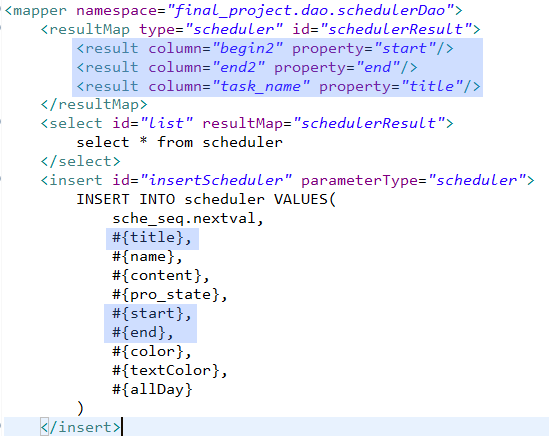 <mapper namespace="final_project.dao.schedulerDao">
<resultMap type="scheduler" id="schedulerResult">
<result column="begin2" property="start"/>
<result column="end2" property="end"/>
<result column="task_name" property="title"/>
</resultMap>
<select id="list" resultMap="schedulerResult">
select * from scheduler
</select>
<insert id="insertScheduler" parameterType="scheduler">
INSERT INTO scheduler VALUES(
sche_seq.nextval,
#{title},
#{name},
#{content},
#{pro_state},
#{start},
#{end},
#{color},
#{textColor},
#{allDay}
)
</insert>